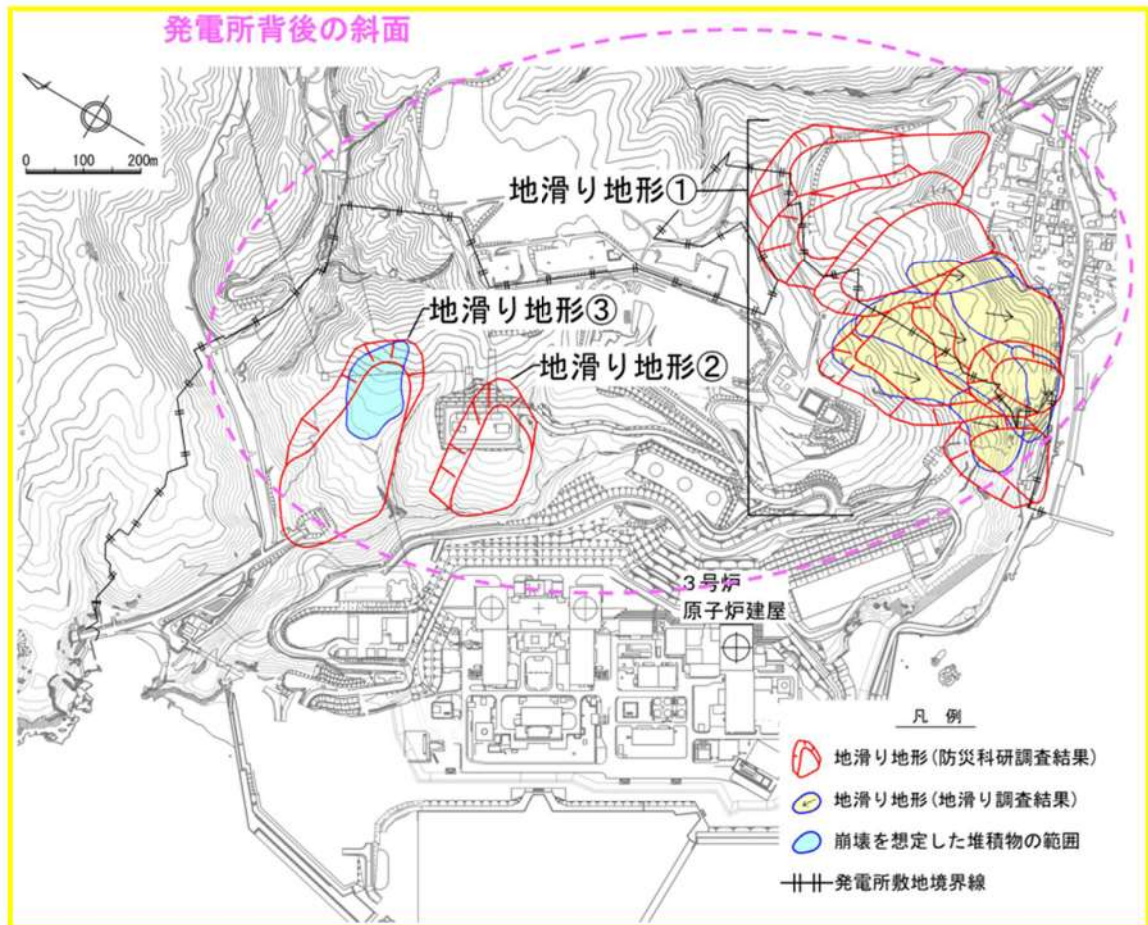 発電所背後の斜面
0 100 200m
地滑り地形①
地滑り地形③
地滑り地形②
3号炉
原子炉建屋
凡 例
地滑り地形(防災科研調査結果)
地滑り地形(地滑り調査結果)
崩壊を想定した堆積物の範囲
発電所敷地境界線